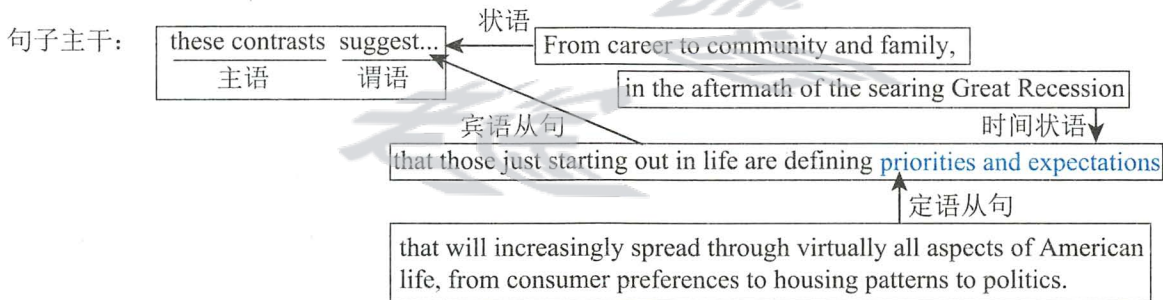 状语
句子主干： these contrasts suggest... From career to community and family,
主语 谓语
in the aftermath of the searing Great Recession
宾语从句 时间状语
that those just starting out in life are defining priorities and expectations
定语从句
that will increasingly spread through virtually all aspects of American
life, from consumer preferences to housing patterns to politics.